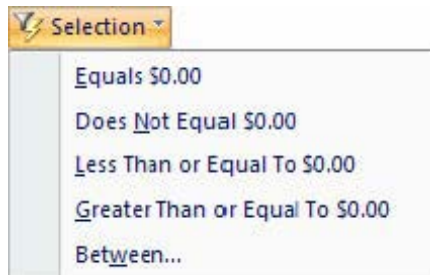 Selection
Equals $0.00
Does Not Equal $0.00
Less Than or Equal To $0.00
Greater Than or Equal To $0.00
Between...